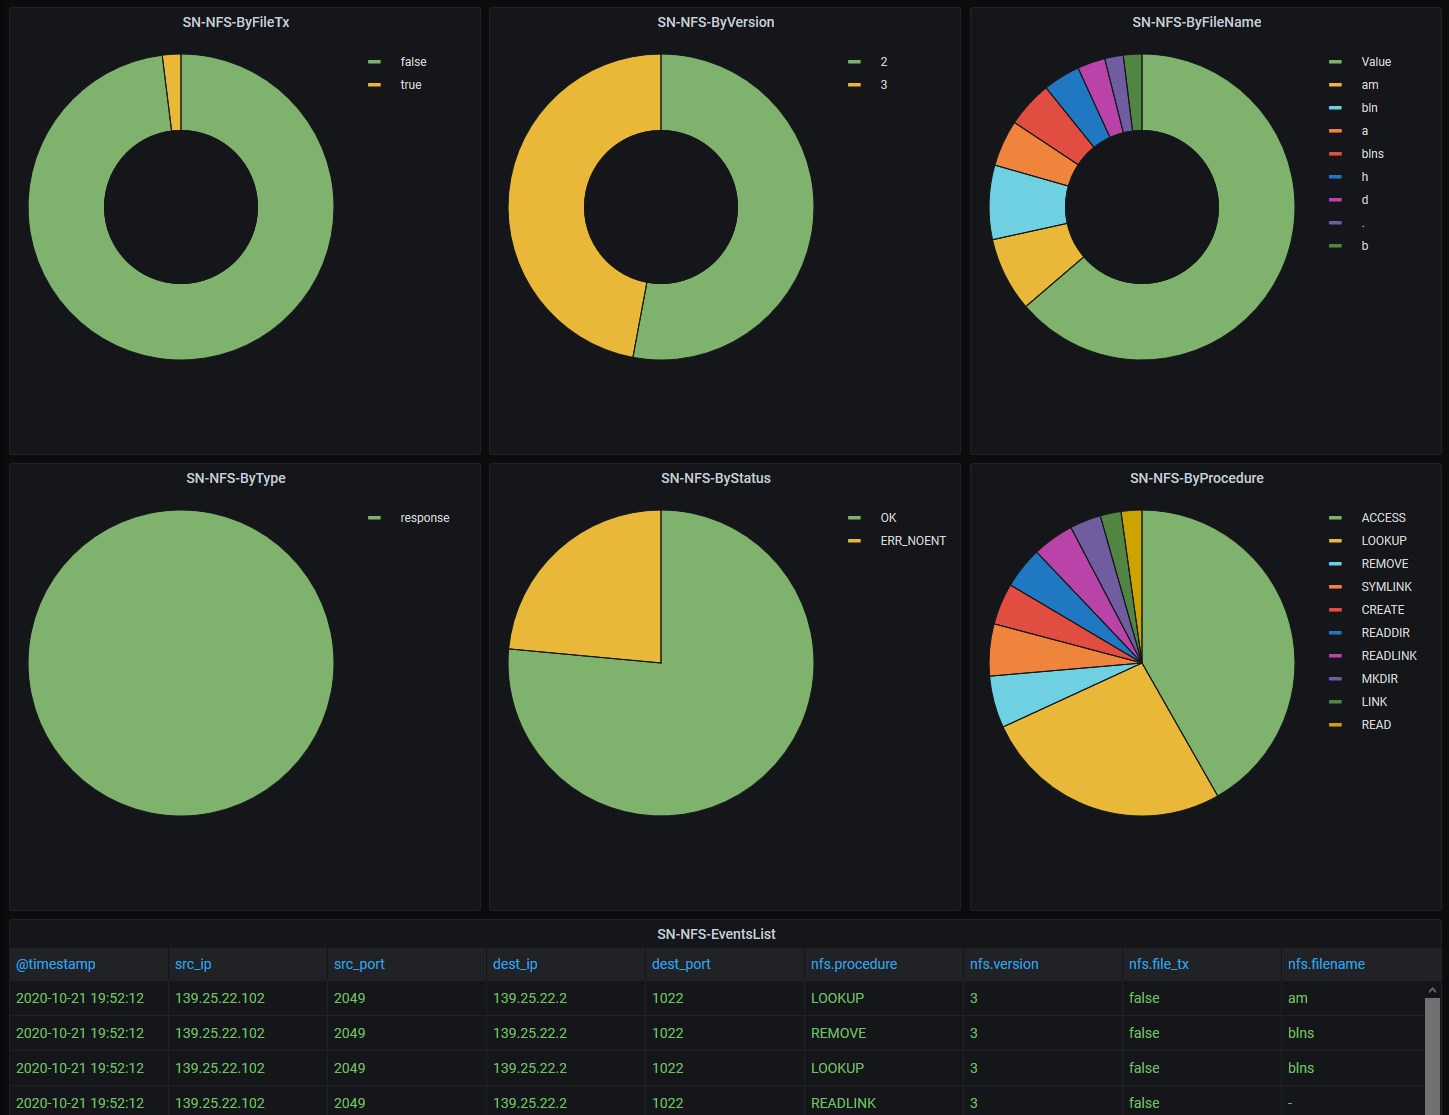 SN-NFS-ByFileTx
false
true
SN-NFS-ByVersion
2
3
SN-NFS-ByFileName
Value
am
bln
a
blns
h
d
.
b
SN-NFS-ByType
response
SN-NFS-ByStatus
OK
ERR_NOENT
SN-NFS-ByProcedure
ACCESS
LOOKUP
REMOVE
SYMLINK
CREATE
READDIR
READLINK
MKDIR
LINK
READ
SN-NFS-EventsList
@timestamp src_ip src_port dest_ip dest_port nfs.procedure nfs.version nfs.file_tx nfs.filename
2020-10-21 19:52:12 139.25.22.102 2049 139.25.22.2 1022 LOOKUP 3 false am
2020-10-21 19:52:12 139.25.22.102 2049 139.25.22.2 1022 REMOVE 3 false blns
2020-10-21 19:52:12 139.25.22.102 2049 139.25.22.2 1022 LOOKUP 3 false blns
2020-10-21 19:52:12 139.25.22.102 2049 139.25.22.2 1022 READLINK 3 false -